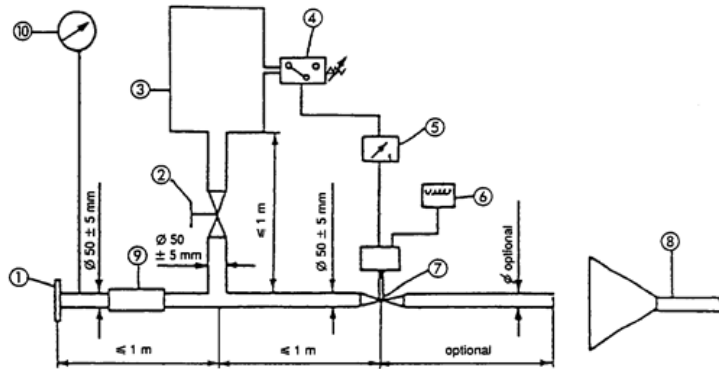 ⑩
④
③
⑤
②
⑥
⑦
⑧
⑨
①
Ø 50 ± 5 mm
Ø 50
± 5 mm
≤ 1 m
Ø 50 ± 5 mm
Ø optional
≤ 1 m
≤ 1 m
optional